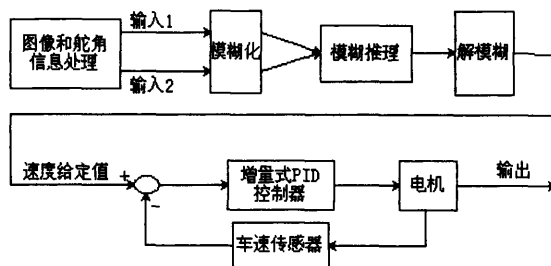 图像和舵角
信息处理
输入1
输入2
模糊化
模糊推理
解模糊
速度给定值
+
-
增量式PID
控制器
电机
输出
车速传感器